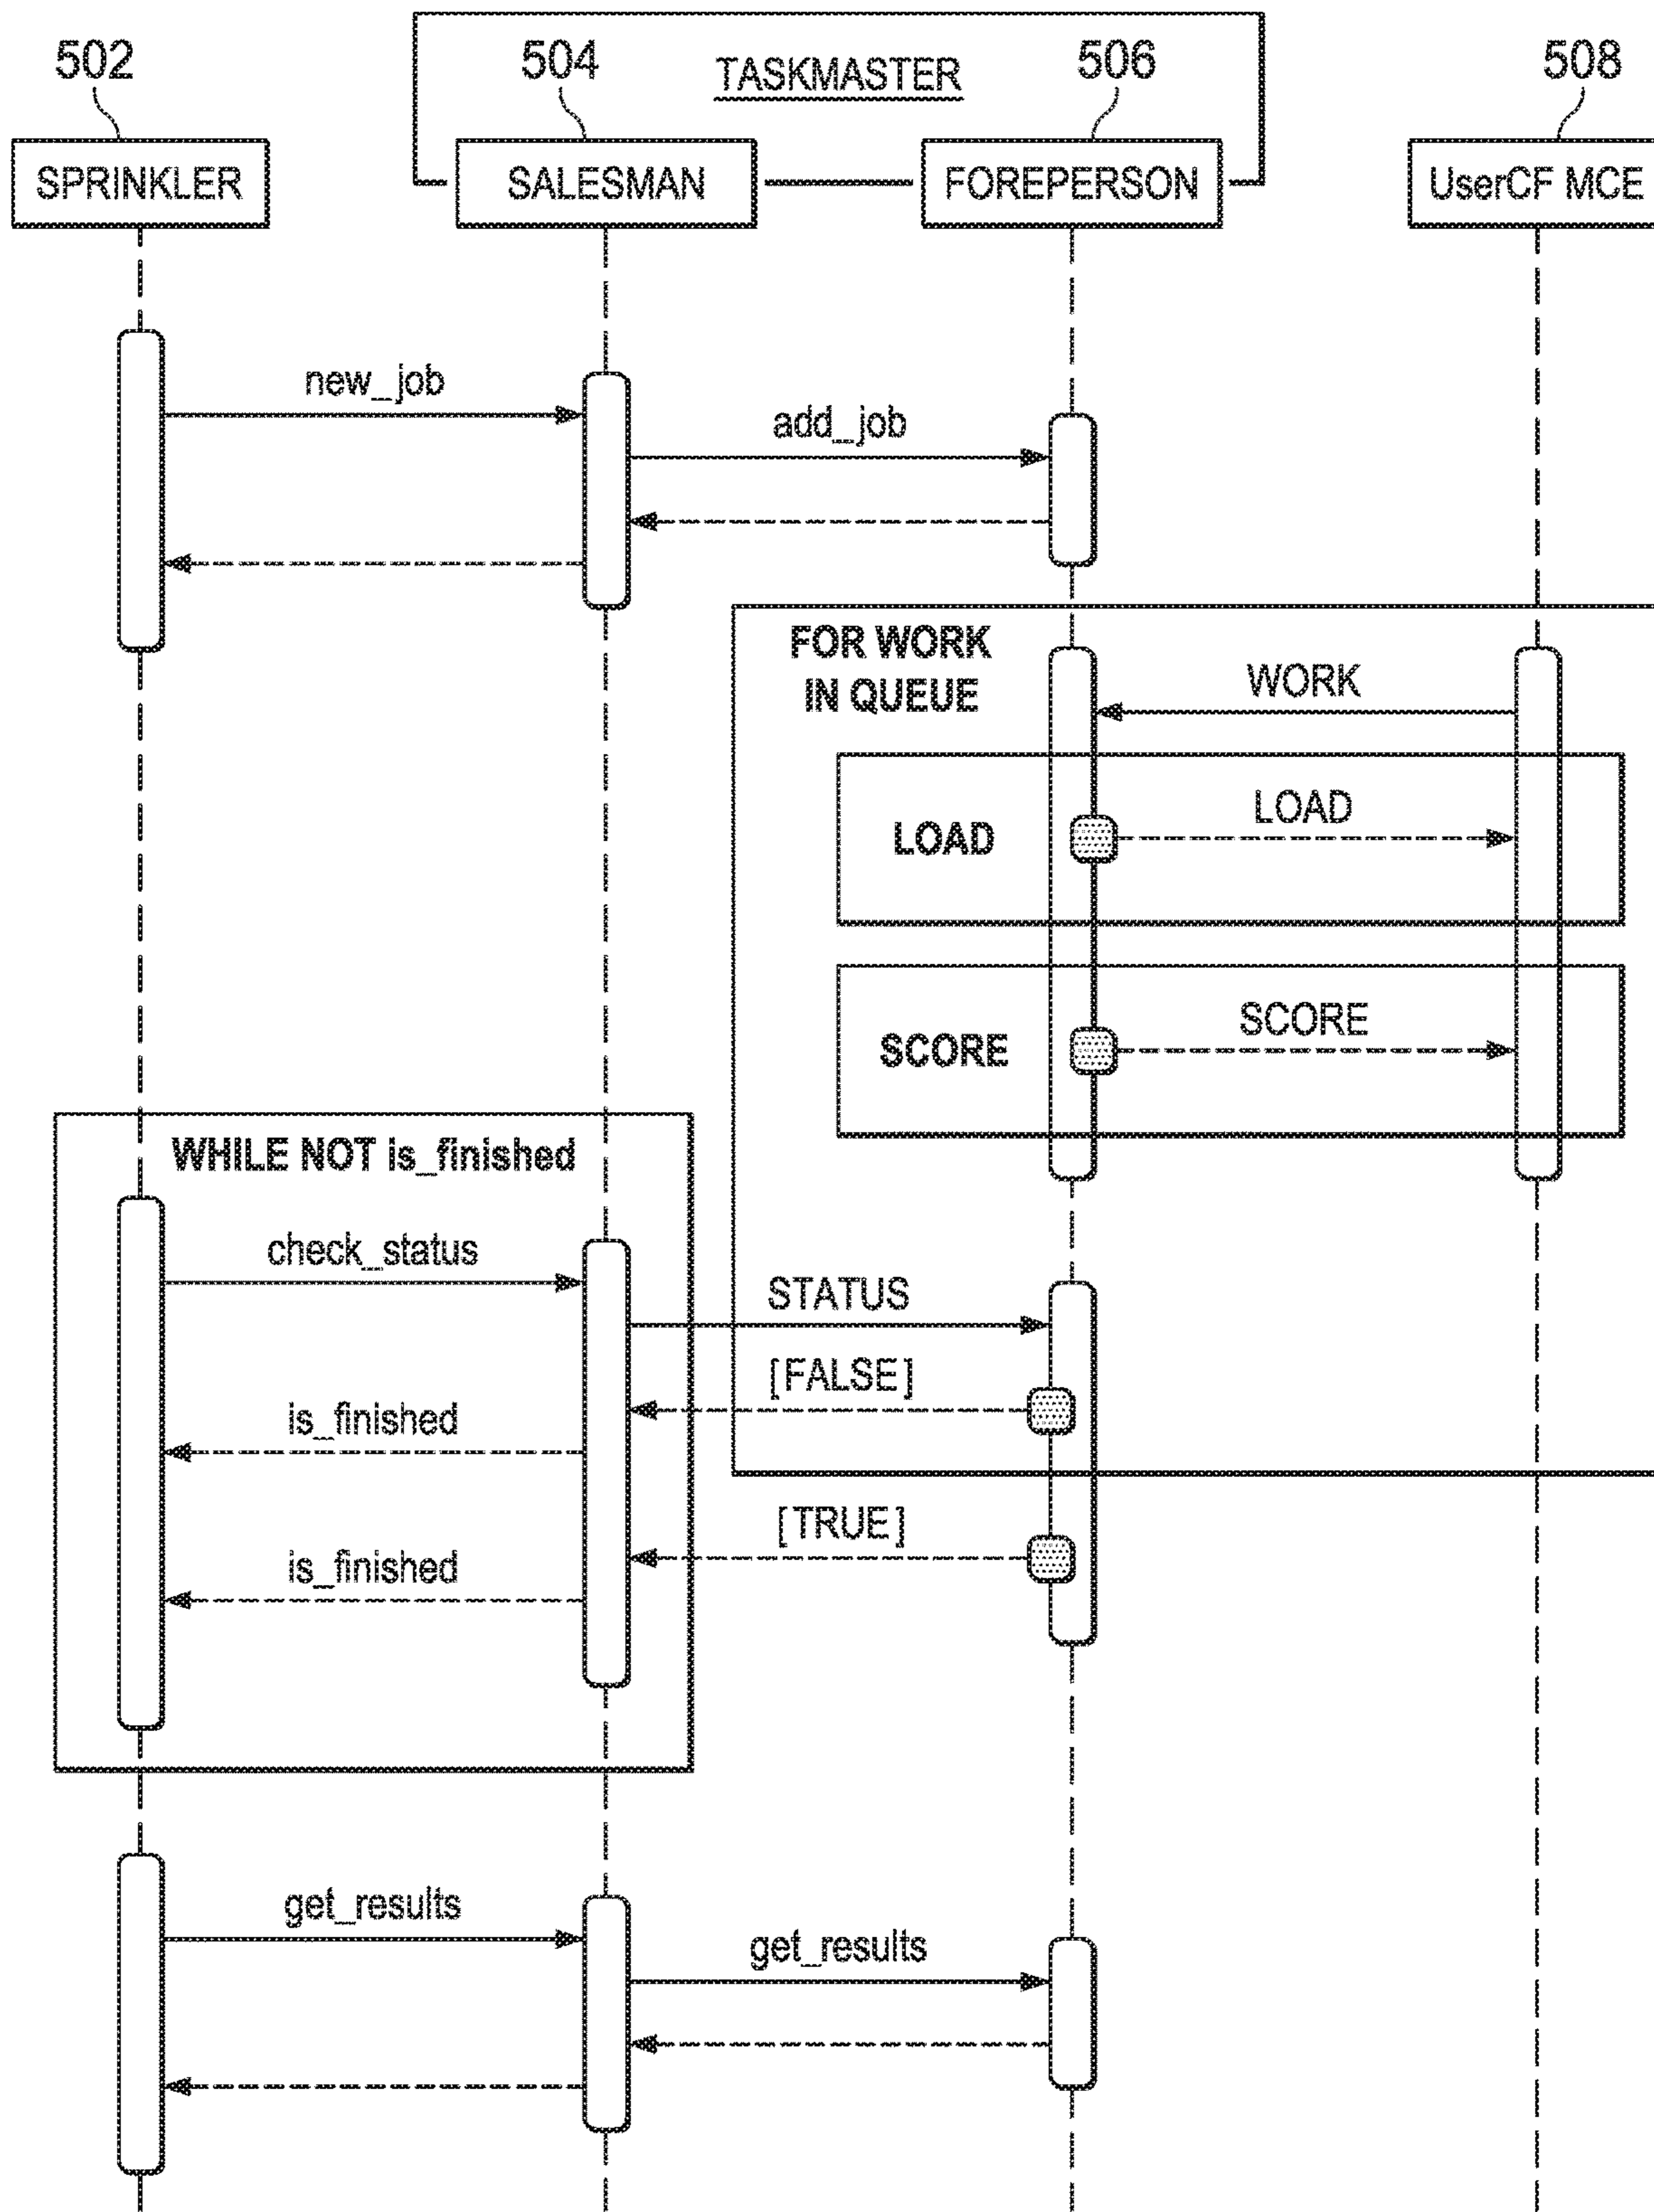 502
504
TASKMASTER
506
508
SPRINKLER
SALESMAN
FOREPERSON
UserCF MCE
new_job
add_job
FOR WORK
IN QUEUE
WORK
LOAD
LOAD
SCORE
SCORE
WHILE NOT is_finished
check_status
STATUS
[FALSE]
is_finished
[TRUE]
is_finished
get_results
get_results